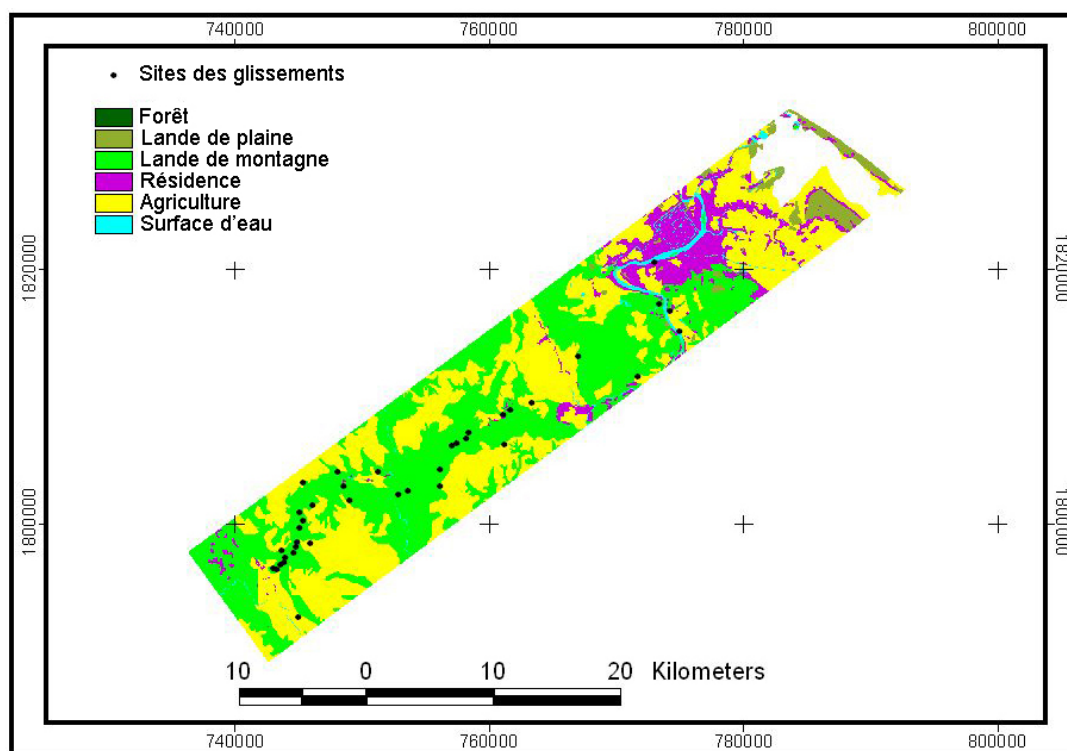 740000 760000 780000 800000
Sites des glissements
Forêt
Lande de plaine
Lande de montagne
Résidence
Agriculture
Surface d'eau
1820000 1820000
1800000 1800000
10 0 10 20 Kilometers
740000 760000 780000 800000